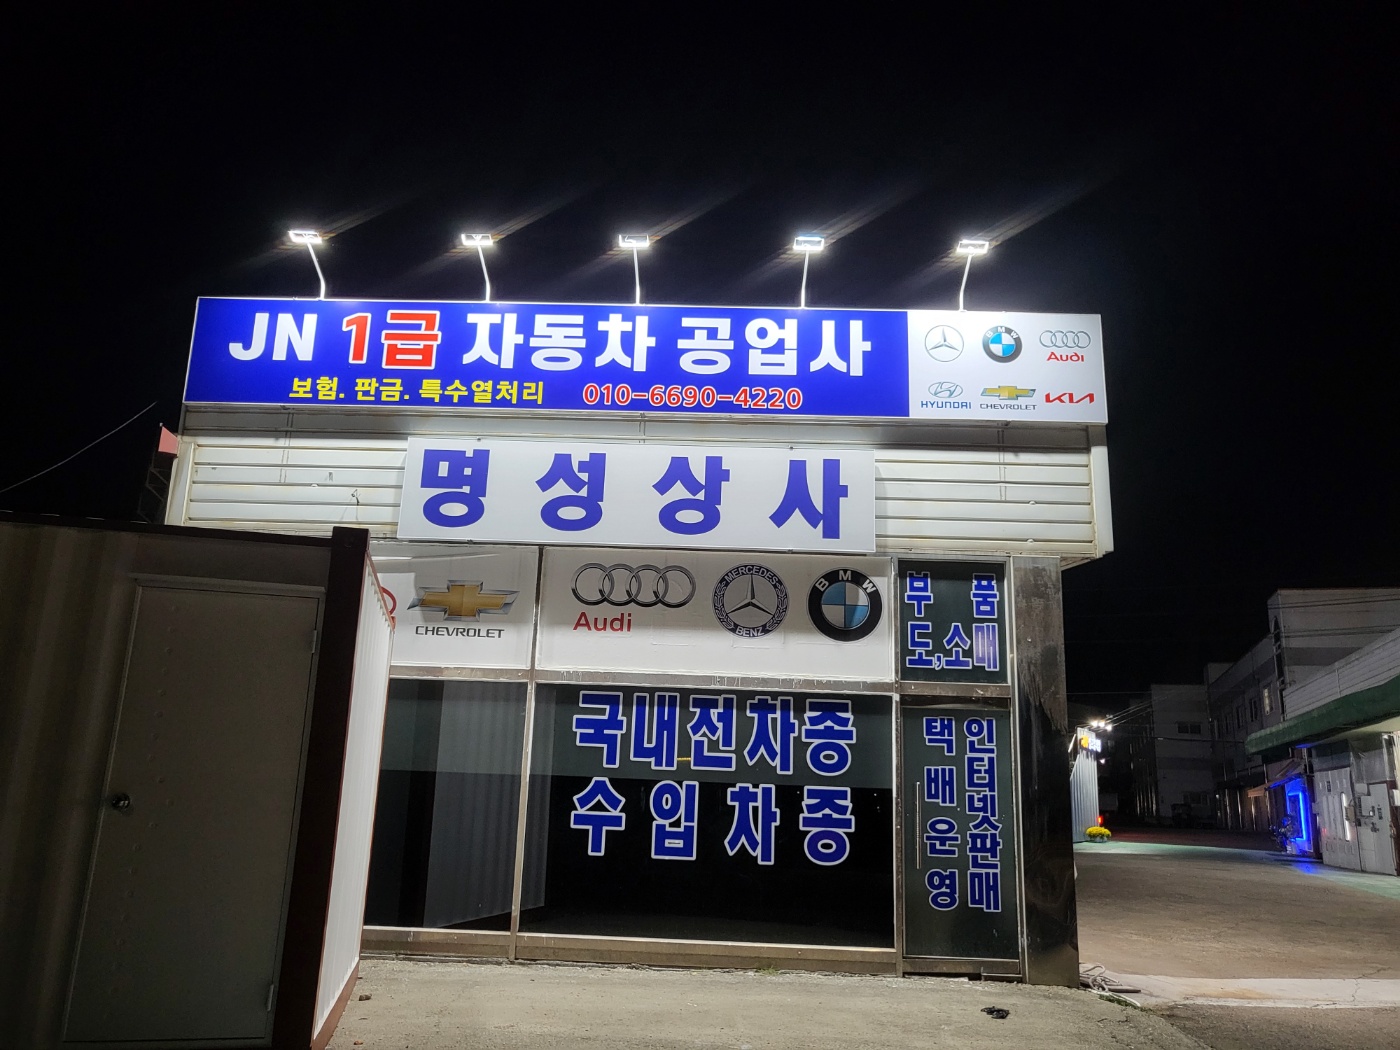 JN 1급 자동차 공업사
보험. 판금. 특수열처리 010-6690-4220
BMW
Audi
HYUNDAI
CHEVROLET
KIA
명성상사
CHEVROLET
Audi
MERCEDES
BENZ
BMW
부품
도,소매
국내전차종
수입차종
인터넷판매
택배운영